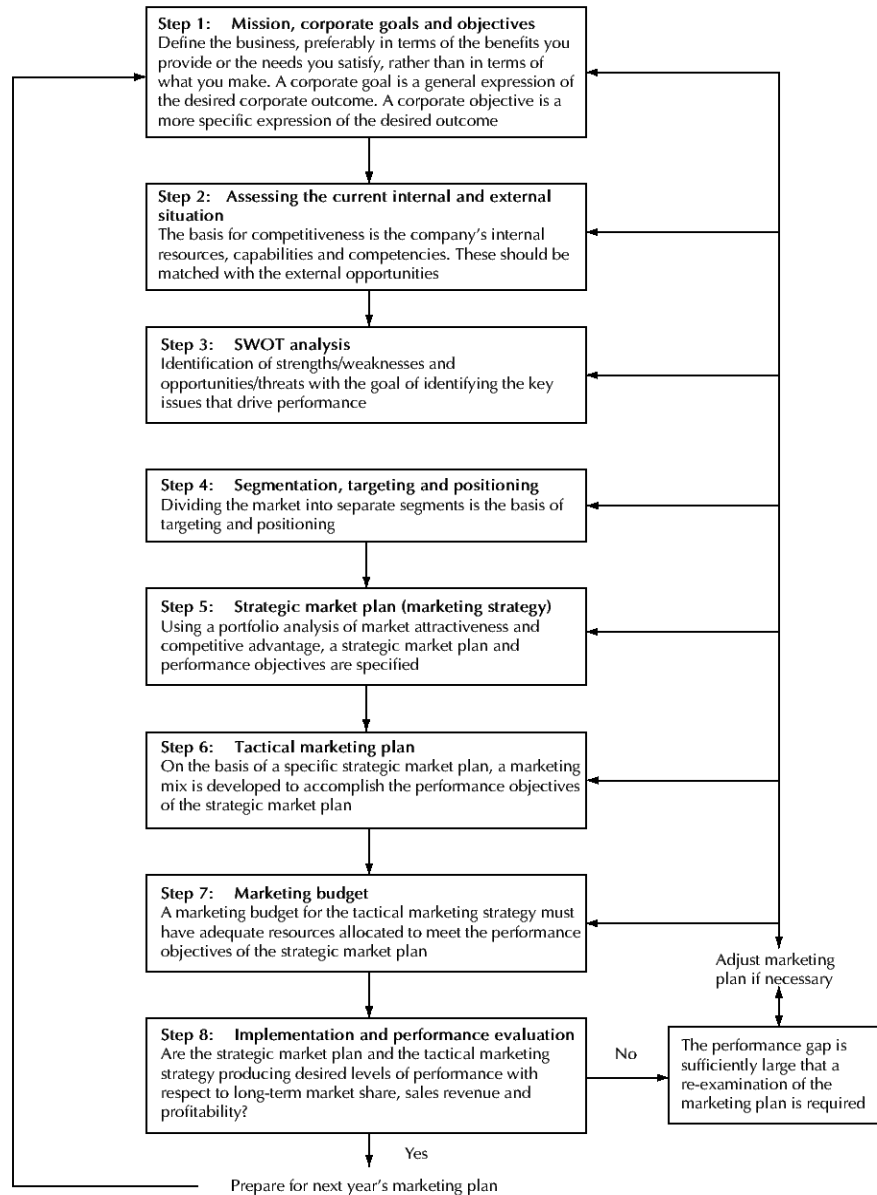 Step 1: Mission, corporate goals and objectives
Define the business, preferably in terms of the benefits you
provide or the needs you satisfy, rather than in terms of
what you make. A corporate goal is a general expression of
the desired corporate outcome. A corporate objective is a
more specific expression of the desired outcome
Step 2: Assessing the current internal and external
situation
The basis for competitiveness is the company's internal
resources, capabilities and competencies. These should be
matched with the external opportunities
Step 3: SWOT analysis
Identification of strengths/weaknesses and
opportunities/threats with the goal of identifying the key
issues that drive performance
Step 4: Segmentation, targeting and positioning
Dividing the market into separate segments is the basis of
targeting and positioning
Step 5: Strategic market plan (marketing strategy)
Using a portfolio analysis of market attractiveness and
competitive advantage, a strategic market plan and
performance objectives are specified
Step 6: Tactical marketing plan
On the basis of a specific strategic market plan, a marketing
mix is developed to accomplish the performance objectives
of the strategic market plan
Step 7: Marketing budget
A marketing budget for the tactical marketing strategy must
have adequate resources allocated to meet the performance
objectives of the strategic market plan
Adjust marketing
plan if necessary
Step 8: Implementation and performance evaluation
Are the strategic market plan and the tactical marketing
strategy producing desired levels of performance with
respect to long-term market share, sales revenue and
profitability?
No
The performance gap is
sufficiently large that a
re-examination of the
marketing plan is required
Yes
Prepare for next year's marketing plan